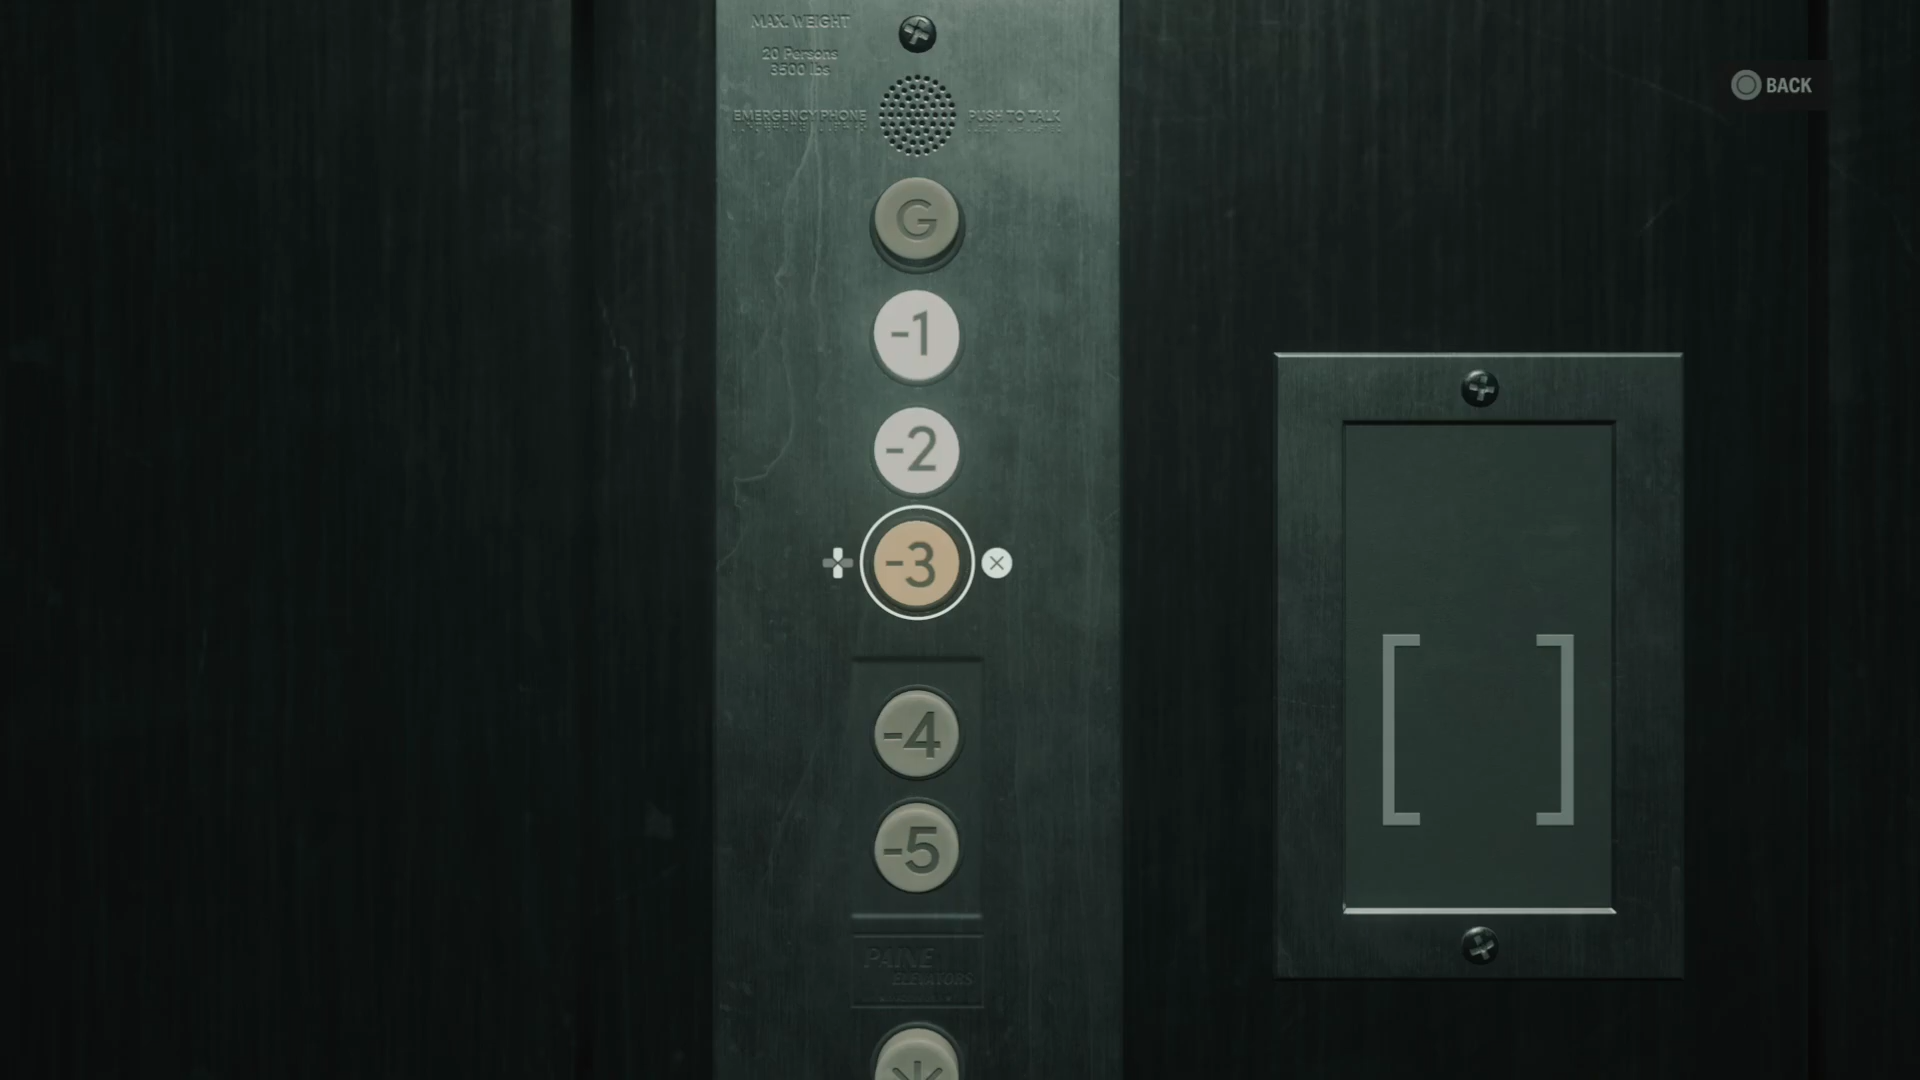 MAX. WEIGHT
20 Persons
3500 lbs
EMERGENCY PHONE
PUSH TO TALK
BACK
G
-1
-2
-3
-4
-5
PAINE
ELEVATORS